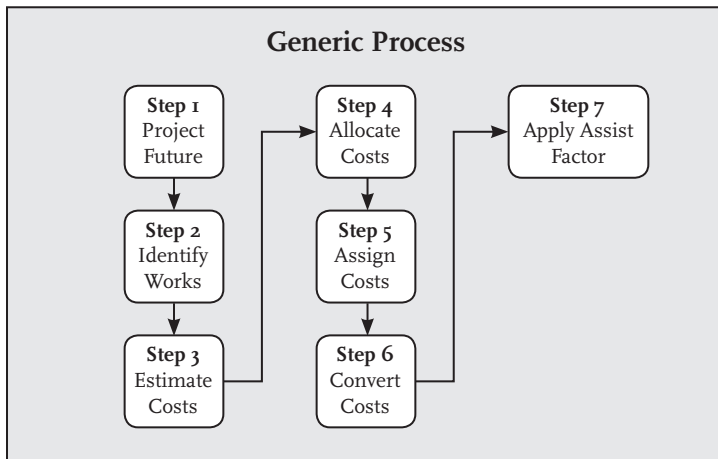 Generic Process
Step 1
Project
Future
Step 2
Identify
Works
Step 3
Estimate
Costs
Step 4
Allocate
Costs
Step 5
Assign
Costs
Step 6
Convert
Costs
Step 7
Apply Assist
Factor